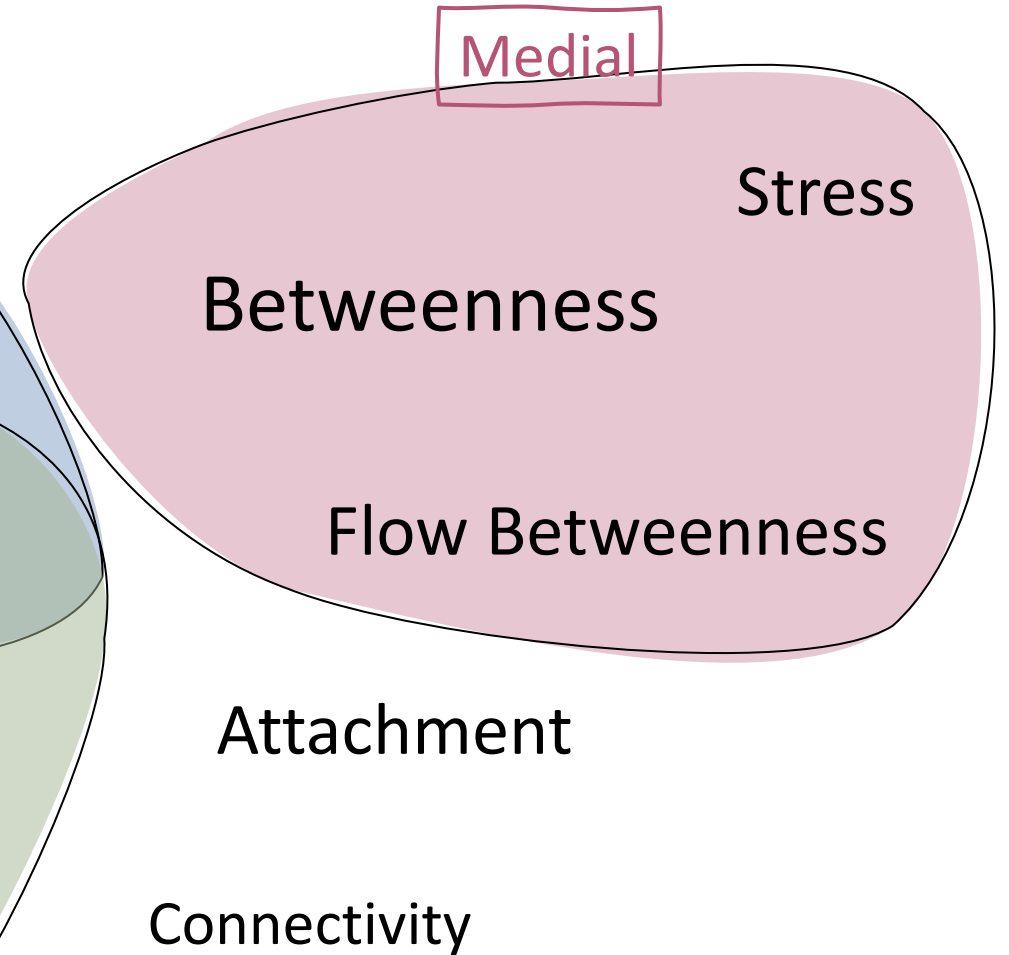 Medial
Stress
Betweenness
Flow Betweenness
Attachment
Connectivity